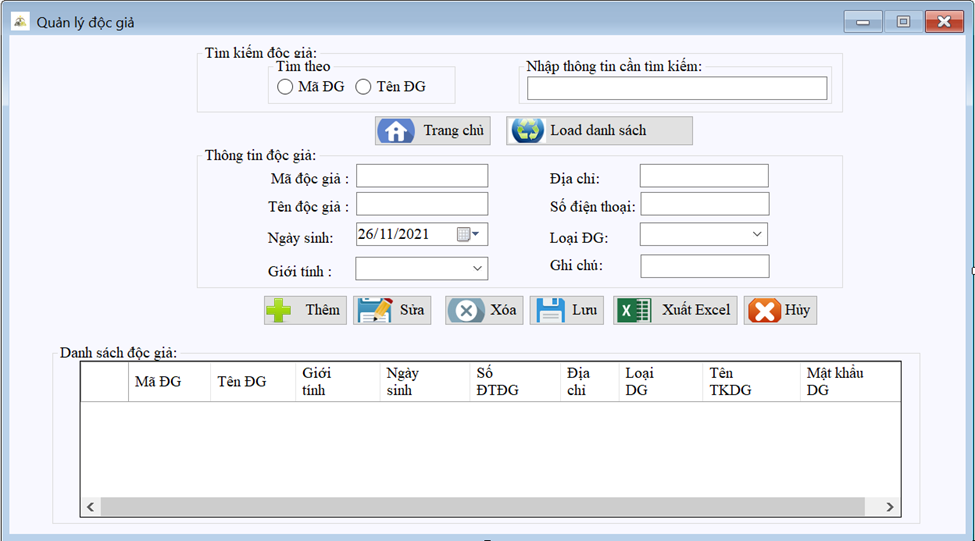 Quản lý độc giả
Tìm kiếm độc giả:
Tìm theo
Mã ĐG Tên ĐG
Nhập thông tin cần tìm kiếm:
Trang chủ Load danh sách
Thông tin độc giả:
Mã độc giả : Địa chỉ:
Tên độc giả : Số điện thoại:
Ngày sinh: 26/11/2021 Loại ĐG:
Giới tính : Ghi chú:
Thêm Sửa Xóa Lưu Xuất Excel Hủy
Danh sách độc giả:
Mã ĐG Tên ĐG Giới tính Ngày sinh Số ĐTĐG Địa chỉ Loại DG Tên TKDG Mật khẩu DG